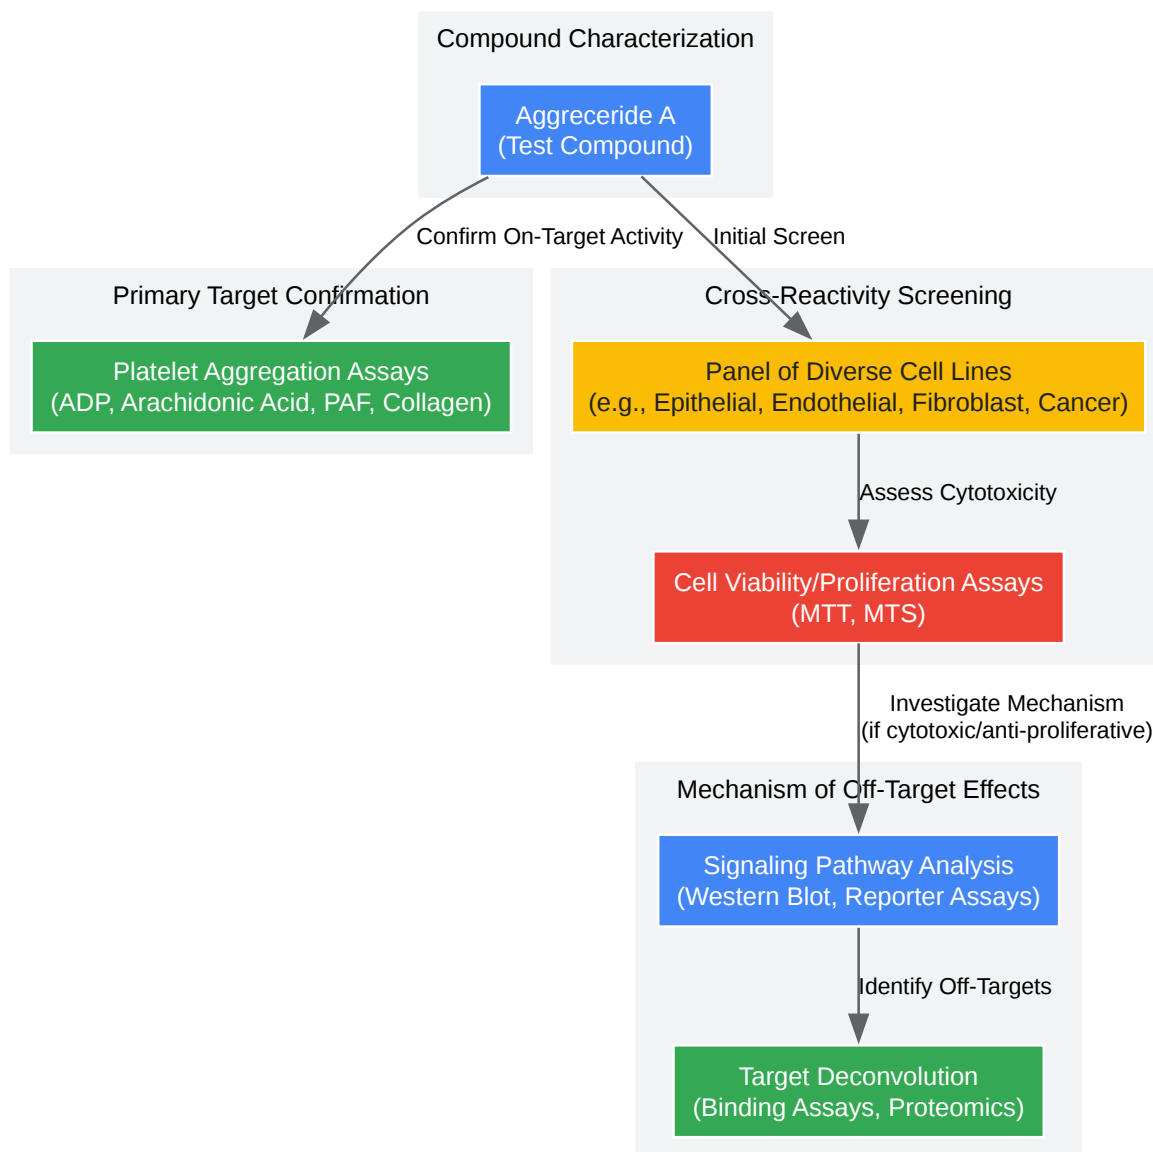 Compound Characterization
Aggreceride A
(Test Compound)
Confirm On-Target Activity
Initial Screen
Primary Target Confirmation
Platelet Aggregation Assays
(ADP, Arachidonic Acid, PAF, Collagen)
Cross-Reactivity Screening
Panel of Diverse Cell Lines
(e.g., Epithelial, Endothelial, Fibroblast, Cancer)
Assess Cytotoxicity
Cell Viability/Proliferation Assays
(MTT, MTS)
Investigate Mechanism
(if cytotoxic/anti-proliferative)
Mechanism of Off-Target Effects
Signaling Pathway Analysis
(Western Blot, Reporter Assays)
Identify Off-Targets
Target Deconvolution
(Binding Assays, Proteomics)